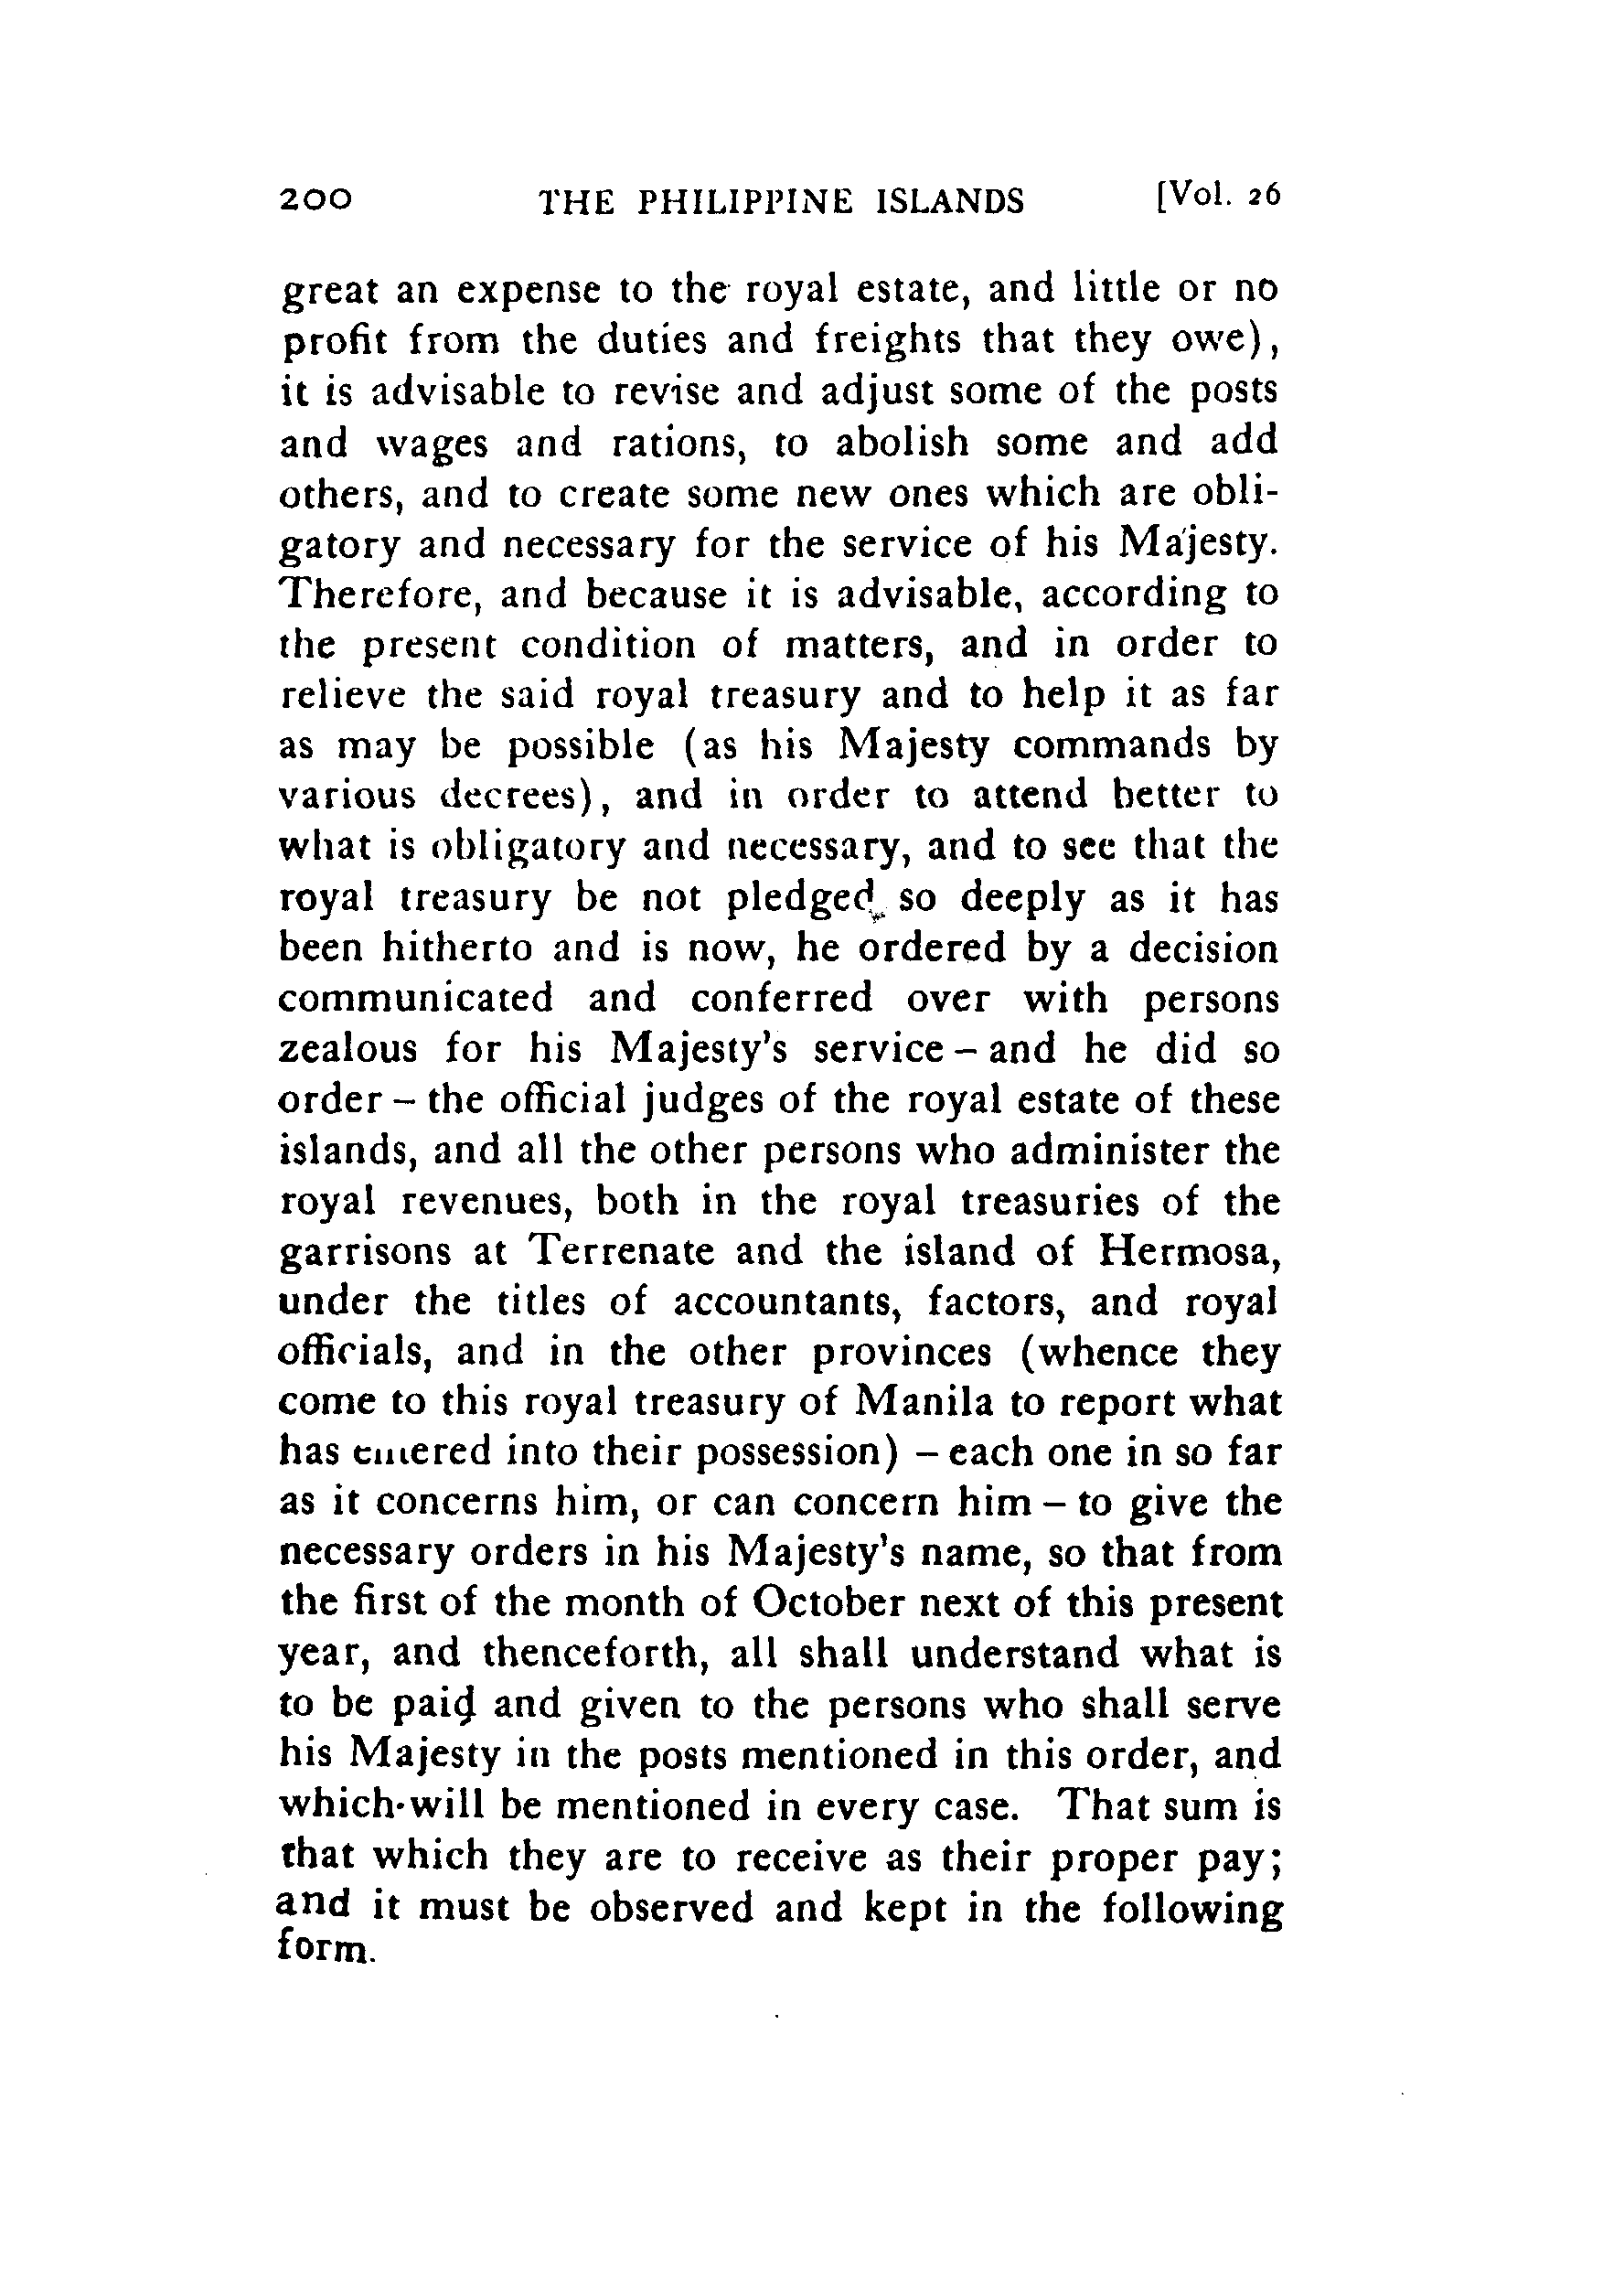 200 THE PHILIPPINE ISLANDS [Vol. 26
great an expense to the royal estate, and little or no
profit from the duties and freights that they owe),
it is advisable to revise and adjust some of the posts
and wages and rations, to abolish some and add
others, and to create some new ones which are obli-
gatory and necessary for the service of his Majesty.
Therefore, and because it is advisable, according to
the present condition of matters, and in order to
relieve the said royal treasury and to help it as far
as may be possible (as his Majesty commands by
various decrees), and in order to attend better to
what is obligatory and necessary, and to see that the
royal treasury be not pledged so deeply as it has
been hitherto and is now, he ordered by a decision
communicated and conferred over with persons
zealous for his Majesty's service – and he did so
order – the official judges of the royal estate of these
islands, and all the other persons who administer the
royal revenues, both in the royal treasuries of the
garrisons at Terrenate and the island of Hermosa,
under the titles of accountants, factors, and royal
officials, and in the other provinces (whence they
come to this royal treasury of Manila to report what
has entered into their possession) – each one in so far
as it concerns him, or can concern him – to give the
necessary orders in his Majesty's name, so that from
the first of the month of October next of this present
year, and thenceforth, all shall understand what is
to be paid and given to the persons who shall serve
his Majesty in the posts mentioned in this order, and
which will be mentioned in every case. That sum is
that which they are to receive as their proper pay;
and it must be observed and kept in the following
form.